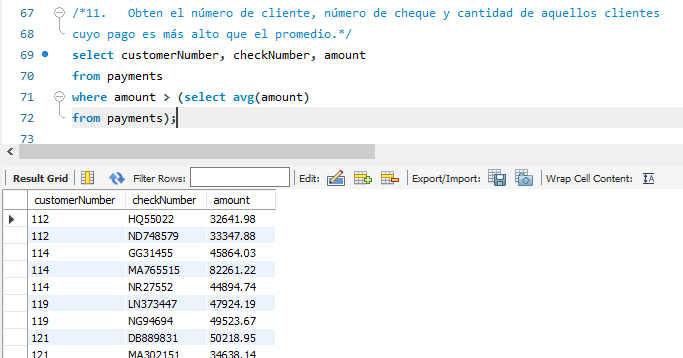 67 /*11. Obten el número de cliente, número de cheque y cantidad de aquellos clientes
68 cuyo pago es más alto que el promedio.*/
69 select customerNumber, checkNumber, amount
70 from payments
71 where amount > (select avg(amount)
72 from payments);
73
Result Grid Filter Rows: Edit: Export/Import: Wrap Cell Content: IA
customerNumber checkNumber amount
112 HQ55022 32641.98
112 ND748579 33347.88
114 GG31455 45864.03
114 MA765515 82261.22
114 NR27552 44894.74
119 LN373447 47924.19
119 NG94694 49523.67
121 DB889831 50218.95
121 MA302151 34638.14